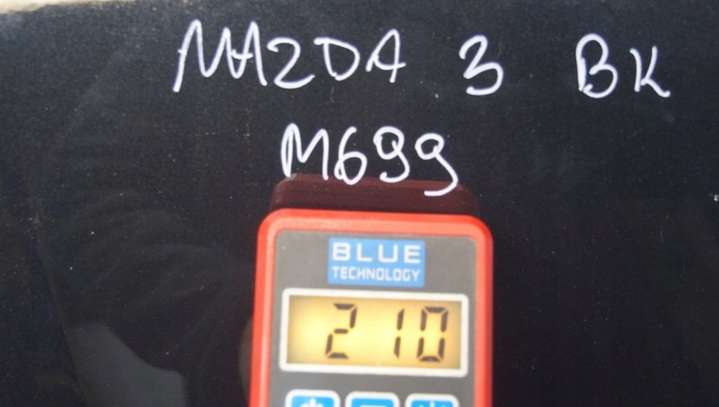 MAZDA 3 BK
M699
BLUE
TECHNOLOGY
210